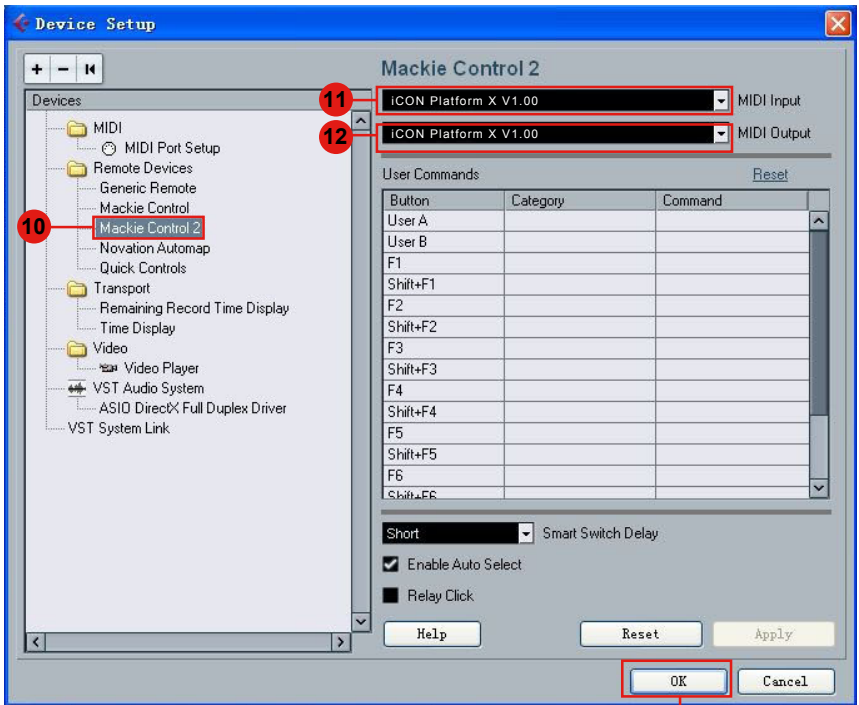 Device Setup
+ - 
Mackie Control 2
Devices
11
iCON Platform X V1.00
MIDI Input
12
iCON Platform X V1.00
MIDI Output
MIDI
MIDI Port Setup
Remote Devices
Generic Remote
Mackie Control
10
Mackie Control 2
Novation Automap
Quick Controls
Transport
Remaining Record Time Display
Time Display
Video
Video Player
VST Audio System
ASIO DirectX Full Duplex Driver
VST System Link
User Commands
Reset
Button Category Command
User A
User B
F1
Shift+F1
F2
Shift+F2
F3
Shift+F3
F4
Shift+F4
F5
Shift+F5
F6
Shift+F6
Short
Smart Switch Delay
Enable Auto Select
Relay Click
Help
Reset
Apply
OK
Cancel